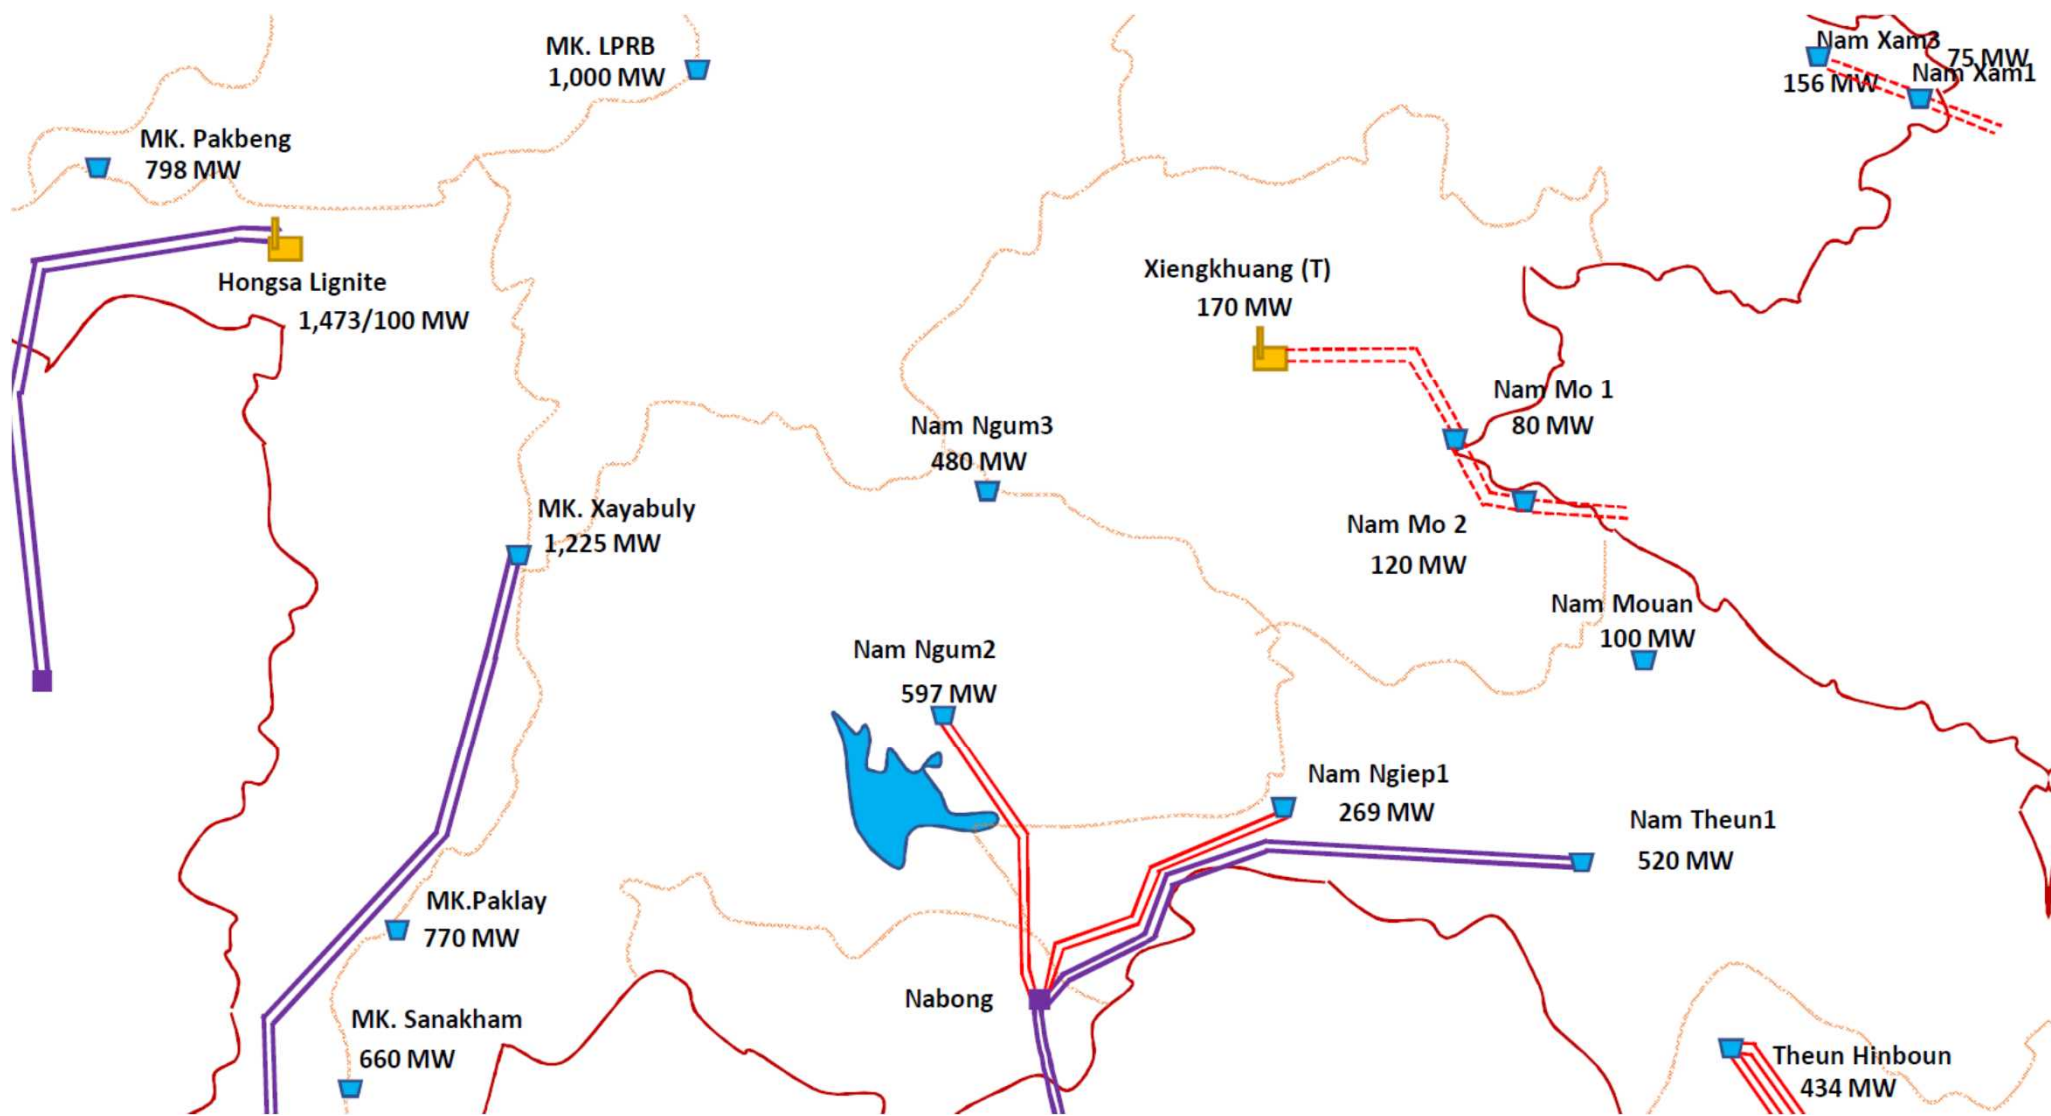 MK. LPRB
1,000 MW
Nam Xam3
75 MW
Nam Xam1
156 MW
MK. Pakbeng
798 MW
Hongsa Lignite
1,473/100 MW
Xiengkhuang (T)
170 MW
Nam Mo 1
80 MW
Nam Ngum3
480 MW
MK. Xayabuly
1,225 MW
Nam Mo 2
120 MW
Nam Mouan
100 MW
Nam Ngum2
597 MW
Nam Ngiep1
269 MW
Nam Theun1
520 MW
MK.Paklay
770 MW
Nabong
MK. Sanakham
660 MW
Theun Hinboun
434 MW